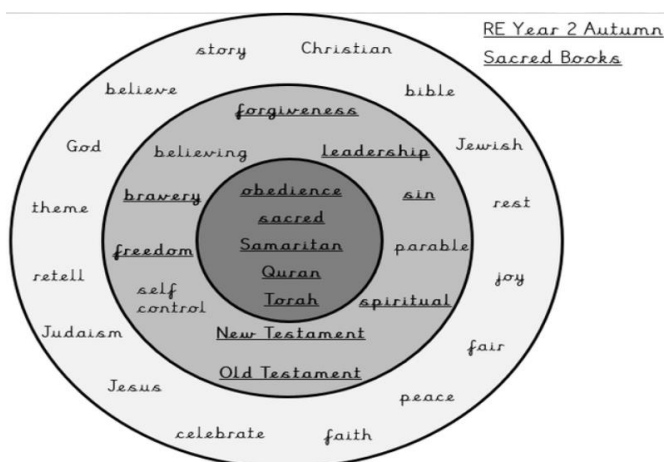 RE Year 2 Autumn
Sacred Books
story
Christian
believe
bible
God
Jewish
theme
rest
retell
joy
Judaism
fair
Jesus
peace
celebrate
faith
forgiveness
believing
leadership
bravery
sin
freedom
parable
self
control
spiritual
New Testament
Old Testament
obedience
sacred
Samaritan
Quran
Torah